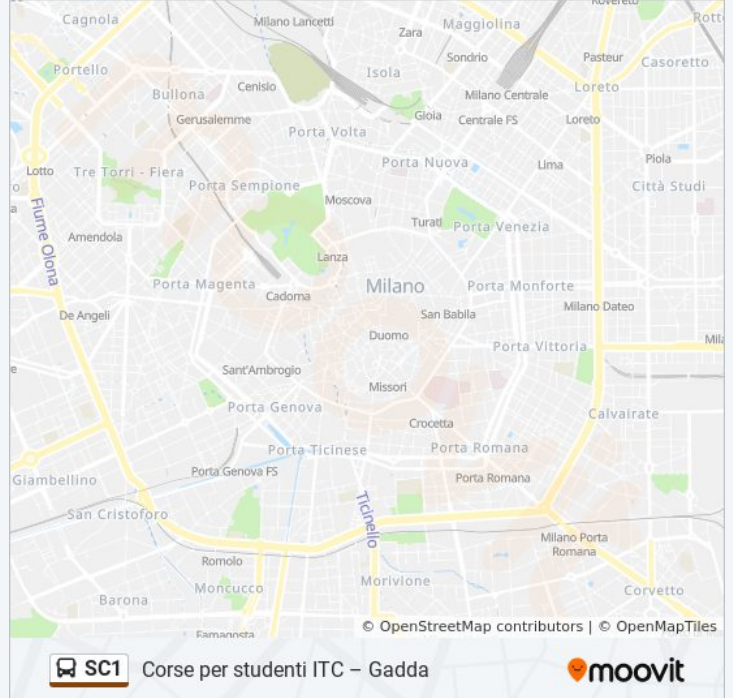 Rovereto
Cagnola
Milano Lancetti
Maggiolina
Zara
Sondrio
Pasteur
Casoretto
Portello
Isola
Cenisio
Bullona
Milano Centrale
Loreto
Gerusalemme
Gioia
Centrale FS
Loreto
Porta Volta
Piola
Porta Nuova
Lima
Lotto
Tre Torri - Fiera
Porta Sempione
Città Studi
Moscova
Turati
Porta Venezia
Fiume Olona
Amendola
Lanza
Porta Magenta
Milano
Porta Monforte
Cadorna
Milano Dateo
De Angeli
San Babila
Duomo
Porta Vittoria
Sant'Ambrogio
Missori
Porta Genova
Calvairate
Crocetta
Porta Ticinese
Porta Romana
Porta Genova FS
Porta Romana
Giambellino
Ticinello
San Cristoforo
Milano Porta
Romana
Romolo
Morivione
Moncucco
Corvetto
Barona
Famagosta
© OpenStreetMap contributors | © OpenMapTiles
SC1 Corse per studenti ITC – Gadda
moovit